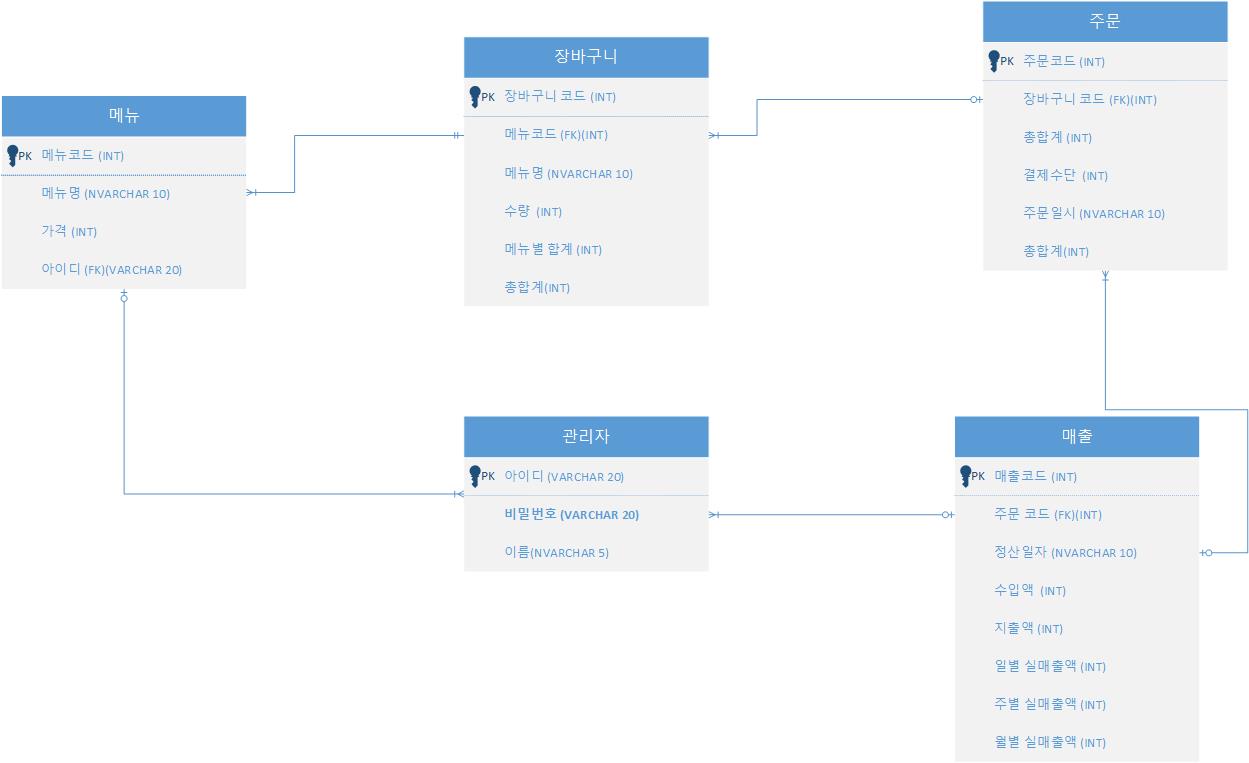 메뉴
PK 메뉴코드 (INT)
메뉴명 (NVARCHAR 10)
가격 (INT)
아이디 (FK)(VARCHAR 20)
장바구니
PK 장바구니 코드 (INT)
메뉴코드 (FK)(INT)
메뉴명 (NVARCHAR 10)
수량 (INT)
메뉴별 합계 (INT)
총합계(INT)
주문
PK 주문코드 (INT)
장바구니 코드 (FK)(INT)
총합계 (INT)
결제수단 (INT)
주문일시 (NVARCHAR 10)
총합계(INT)
관리자
PK 아이디 (VARCHAR 20)
비밀번호 (VARCHAR 20)
이름(NVARCHAR 5)
매출
PK 매출코드 (INT)
주문 코드 (FK)(INT)
정산일자 (NVARCHAR 10)
수입액 (INT)
지출액 (INT)
일별 실매출액 (INT)
주별 실매출액 (INT)
월별 실매출액 (INT)